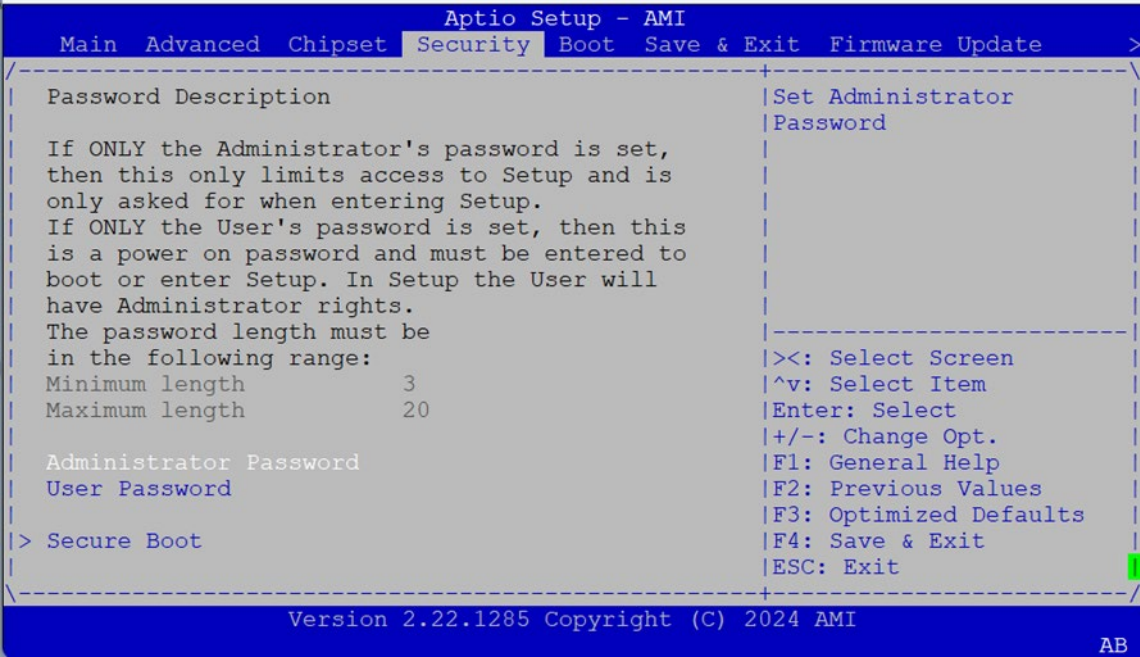 Aptio Setup - AMI
Main Advanced Chipset Security Boot Save & Exit Firmware Update >
Password Description
If ONLY the Administrator's password is set,
then this only limits access to Setup and is
only asked for when entering Setup.
If ONLY the User's password is set, then this
is a power on password and must be entered to
boot or enter Setup. In Setup the User will
have Administrator rights.
The password length must be
in the following range:
Minimum length 3
Maximum length 20
Administrator Password
User Password
> Secure Boot
Set Administrator
Password
><: Select Screen
^v: Select Item
Enter: Select
+/-: Change Opt.
F1: General Help
F2: Previous Values
F3: Optimized Defaults
F4: Save & Exit
ESC: Exit
Version 2.22.1285 Copyright (C) 2024 AMI
AB